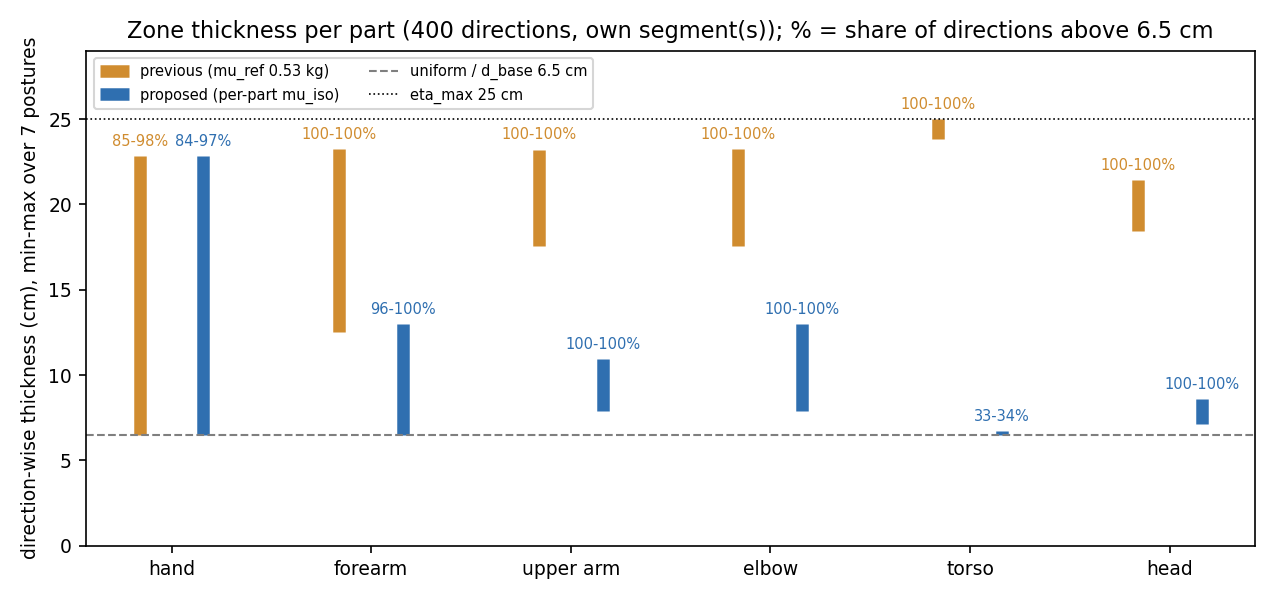 Zone thickness per part (400 directions, own segment(s)); % = share of directions above 6.5 cm
direction-wise thickness (cm), min-max over 7 postures
previous (mu_ref 0.53 kg)
proposed (per-part mu_iso)
uniform / d_base 6.5 cm
eta_max 25 cm
25
20
15
10
5
0
85-98%
84-97%
100-100%
96-100%
100-100%
100-100%
100-100%
100-100%
100-100%
33-34%
100-100%
100-100%
hand
forearm
upper arm
elbow
torso
head